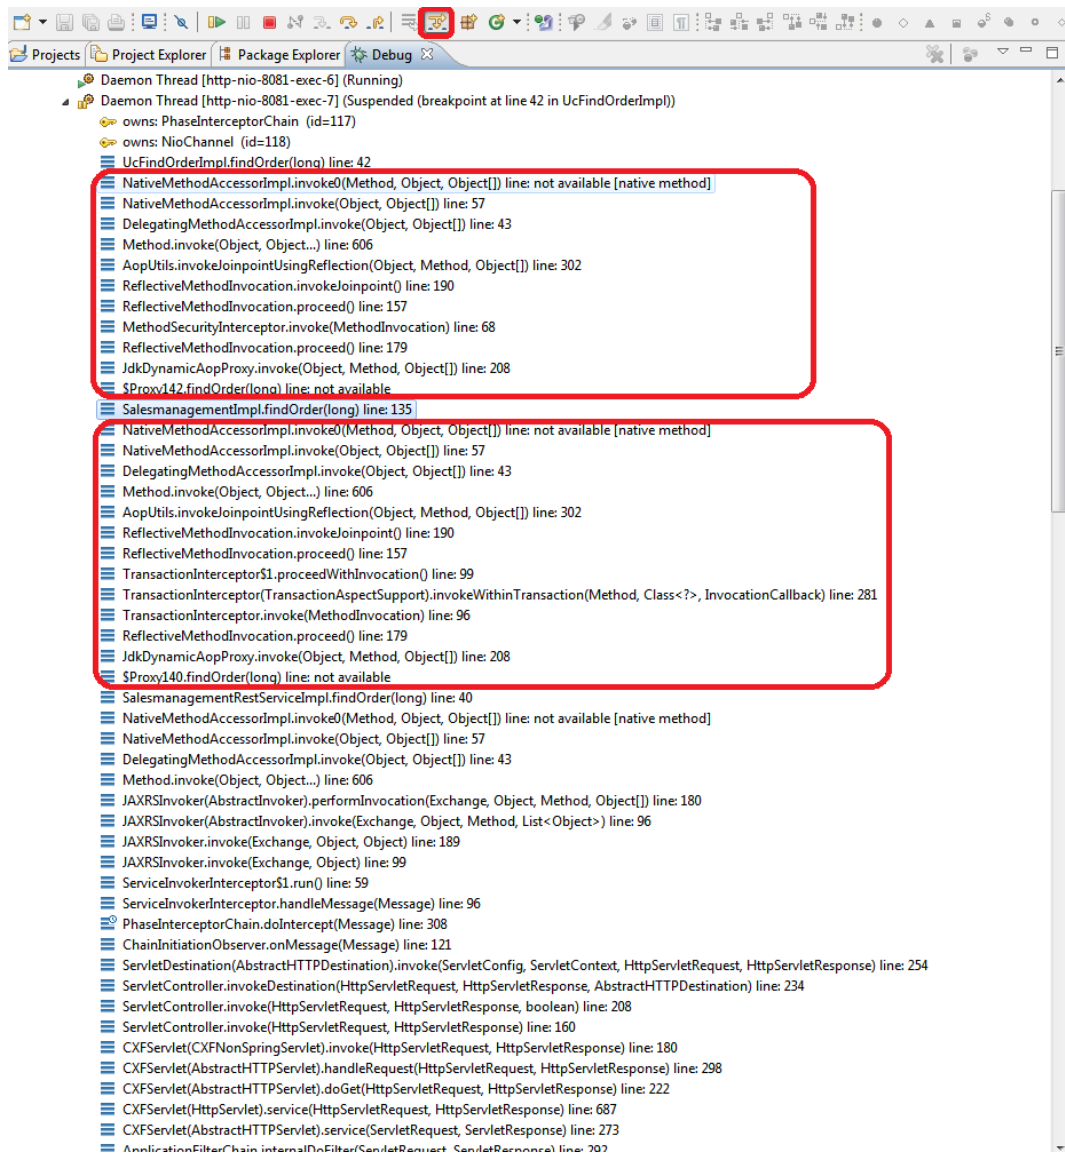 Projects Project Explorer Package Explorer Debug
Daemon Thread [http-nio-8081-exec-6] (Running)
Daemon Thread [http-nio-8081-exec-7] (Suspended (breakpoint at line 42 in UcFindOrderImpl))
owns: PhaseInterceptorChain (id=117)
owns: NioChannel (id=118)
UcFindOrderImpl.findOrder(long) line: 42
NativeMethodAccessorImpl.invoke0(Method, Object, Object[]) line: not available [native method]
NativeMethodAccessorImpl.invoke(Object, Object[]) line: 57
DelegatingMethodAccessorImpl.invoke(Object, Object[]) line: 43
Method.invoke(Object, Object...) line: 606
AopUtils.invokeJoinpointUsingReflection(Object, Method, Object[]) line: 302
ReflectiveMethodInvocation.invokeJoinpoint() line: 190
ReflectiveMethodInvocation.proceed() line: 157
MethodSecurityInterceptor.invoke(MethodInvocation) line: 68
ReflectiveMethodInvocation.proceed() line: 179
JdkDynamicAopProxy.invoke(Object, Method, Object[]) line: 208
$Proxy142.findOrder(long) line: not available
SalesmanagementImpl.findOrder(long) line: 135
NativeMethodAccessorImpl.invoke0(Method, Object, Object[]) line: not available [native method]
NativeMethodAccessorImpl.invoke(Object, Object[]) line: 57
DelegatingMethodAccessorImpl.invoke(Object, Object[]) line: 43
Method.invoke(Object, Object...) line: 606
AopUtils.invokeJoinpointUsingReflection(Object, Method, Object[]) line: 302
ReflectiveMethodInvocation.invokeJoinpoint() line: 190
ReflectiveMethodInvocation.proceed() line: 157
TransactionInterceptor$1.proceedWithInvocation() line: 99
TransactionInterceptor(TransactionAspectSupport).invokeWithinTransaction(Method, Class<?>, InvocationCallback) line: 281
TransactionInterceptor.invoke(MethodInvocation) line: 96
ReflectiveMethodInvocation.proceed() line: 179
JdkDynamicAopProxy.invoke(Object, Method, Object[]) line: 208
$Proxy140.findOrder(long) line: not available
SalesmanagementRestServiceImpl.findOrder(long) line: 40
NativeMethodAccessorImpl.invoke0(Method, Object, Object[]) line: not available [native method]
NativeMethodAccessorImpl.invoke(Object, Object[]) line: 57
DelegatingMethodAccessorImpl.invoke(Object, Object[]) line: 43
Method.invoke(Object, Object...) line: 606
JAXRSInvoker(AbstractInvoker).performInvocation(Exchange, Object, Method, Object[]) line: 180
JAXRSInvoker(AbstractInvoker).invoke(Exchange, Object, Method, List<Object>) line: 96
JAXRSInvoker.invoke(Exchange, Object, Object) line: 189
JAXRSInvoker.invoke(Exchange, Object) line: 99
ServiceInvokerInterceptor$1.run() line: 59
ServiceInvokerInterceptor.handleMessage(Message) line: 96
PhaseInterceptorChain.doIntercept(Message) line: 308
ChainInitiationObserver.onMessage(Message) line: 121
ServletDestination(AbstractHTTPDestination).invoke(ServletConfig, ServletContext, HttpServletRequest, HttpServletResponse) line: 254
ServletController.invokeDestination(HttpServletRequest, HttpServletResponse, AbstractHTTPDestination) line: 234
ServletController.invoke(HttpServletRequest, HttpServletResponse, boolean) line: 208
ServletController.invoke(HttpServletRequest, HttpServletResponse) line: 160
CXFServlet(CXFNonSpringServlet).invoke(HttpServletRequest, HttpServletResponse) line: 180
CXFServlet(AbstractHTTPServlet).handleRequest(HttpServletRequest, HttpServletResponse) line: 298
CXFServlet(AbstractHTTPServlet).doGet(HttpServletRequest, HttpServletResponse) line: 222
CXFServlet(HttpServlet).service(HttpServletRequest, HttpServletResponse) line: 687
CXFServlet(AbstractHTTPServlet).service(ServletRequest, ServletResponse) line: 273
ApplicationFilterChain.internalDoFilter(ServletRequest, ServletResponse) line: 292